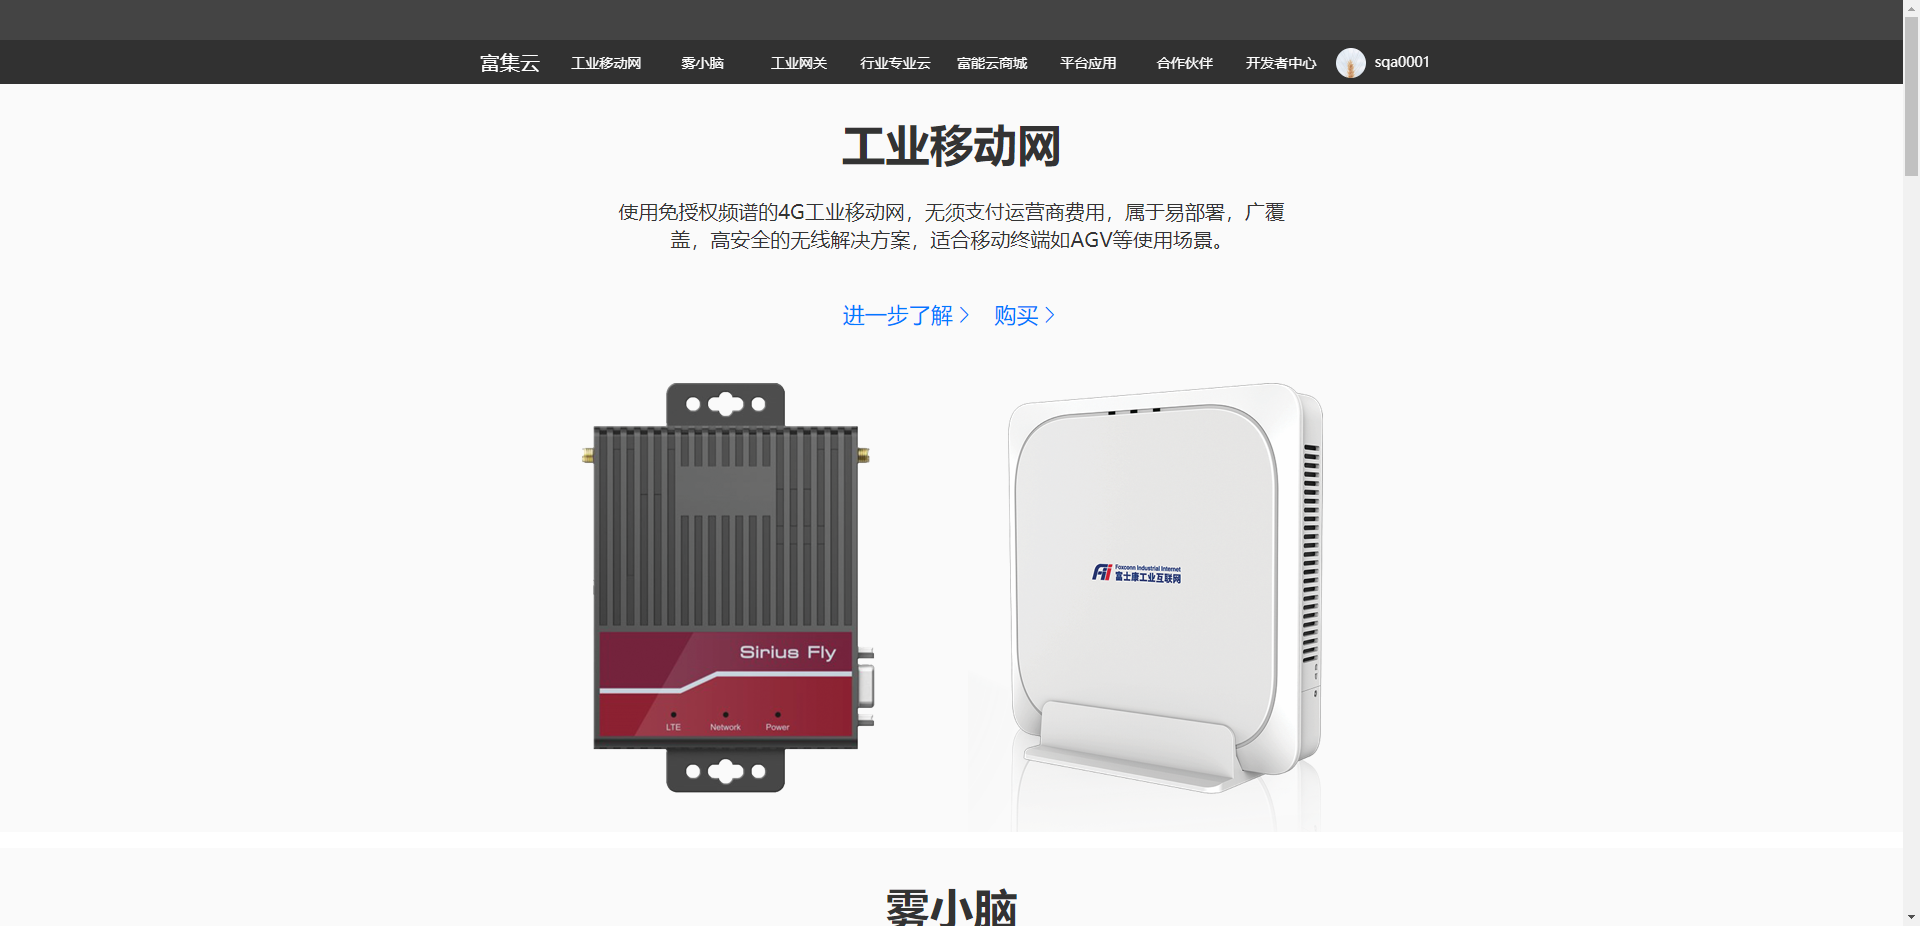 富集云 工业移动网 雾小脑 工业网关 行业专业云 富能云商城 平台应用 合作伙伴 开发者中心 sqa0001
工业移动网
使用免授权频谱的4G工业移动网，无须支付运营商费用，属于易部署，广覆
盖，高安全的无线解决方案，适合移动终端如AGV等使用场景。
进一步了解 购买
Foxconn Industrial Internet
富士康工业互联网
Sirius Fly
LTE Network Power
雾小脑